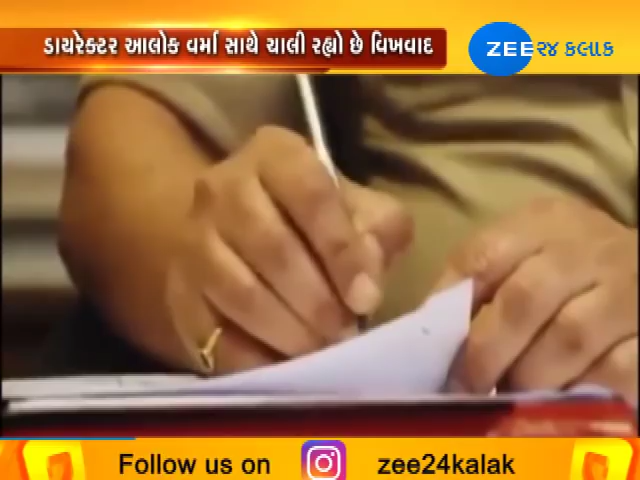 ડાયરેક્ટર આલોક વર્મા સાથે ચાલી રહ્યો છે વિખવાદ
ZEE ૨૪ કલાક
Follow us on zee24kalak